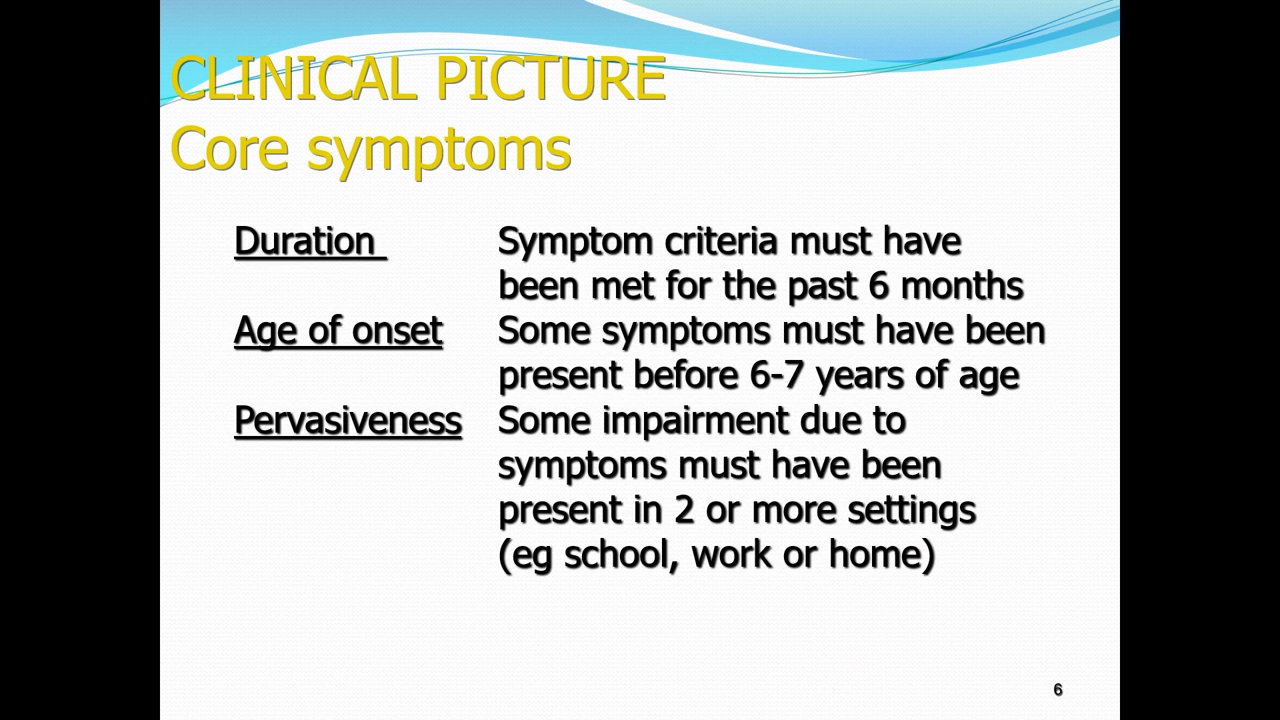 CLINICAL PICTURE
Core symptoms
Duration Symptom criteria must have
been met for the past 6 months
Age of onset Some symptoms must have been
present before 6-7 years of age
Pervasiveness Some impairment due to
symptoms must have been
present in 2 or more settings
(eg school, work or home)
6